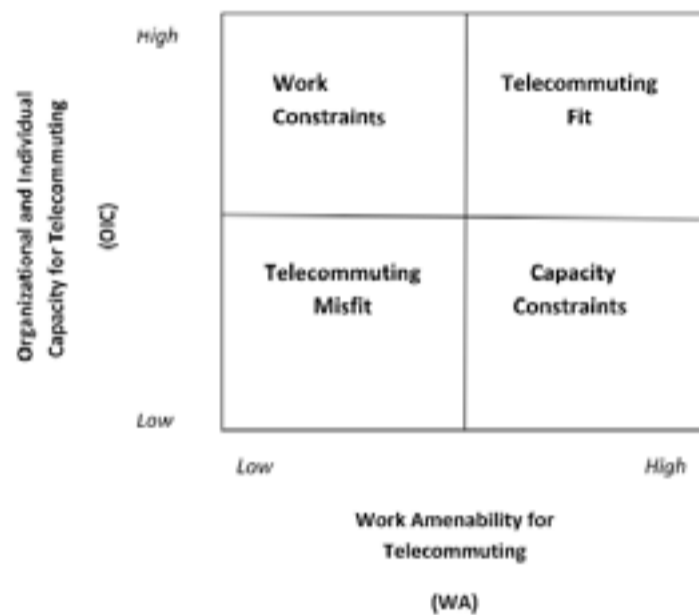 High
Work
Constraints
Telecommuting
Fit
Organizational and Individual
Capacity for Telecommuting
(OIC)
Telecommuting
Misfit
Capacity
Constraints
Low
Low
High
Work Amenability for
Telecommuting
(WA)